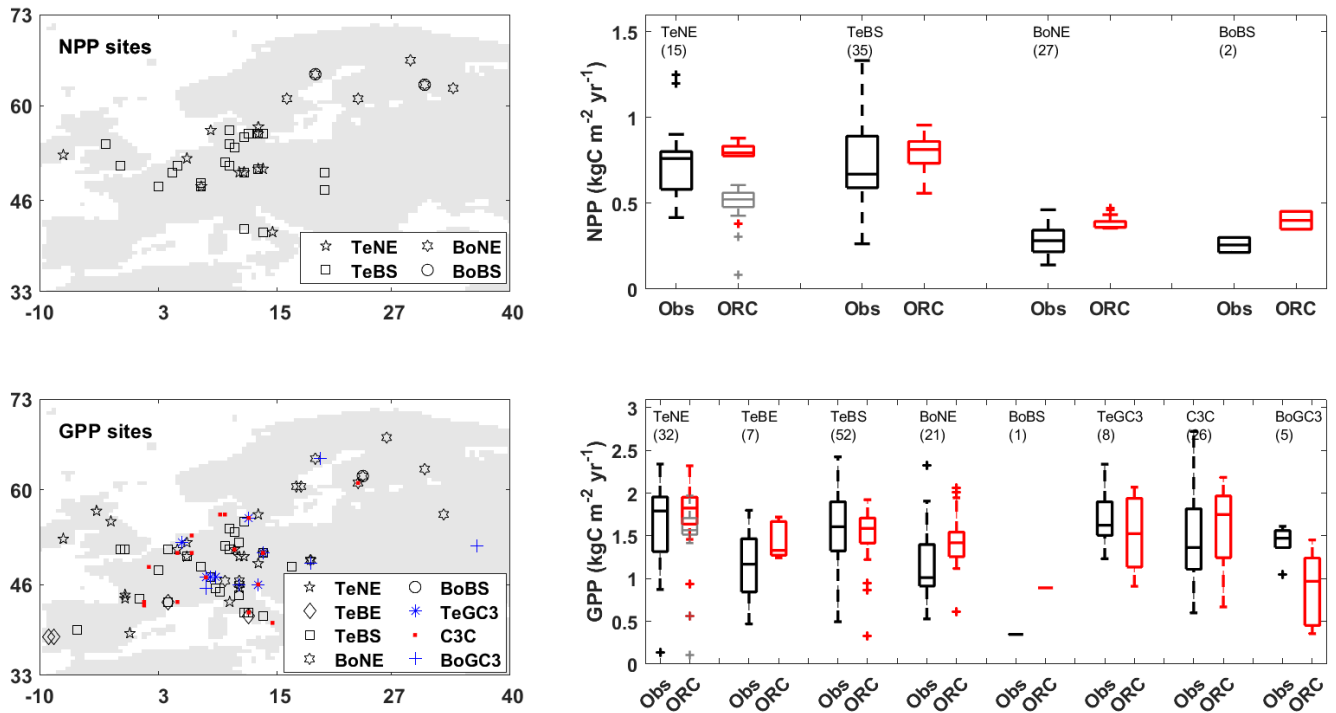 73
60
46
33
-10
3
15
27
40
NPP sites
TeNE
BoNE
TeBS
BoBS
1.5
1
0.5
0
NPP (kgC m-2 yr-1)
TeNE
(15)
TeBS
(35)
BoNE
(27)
BoBS
(2)
Obs
ORC
Obs
ORC
Obs
ORC
Obs
ORC
73
60
46
33
-10
3
15
27
40
GPP sites
TeNE
BoBS
TeBE
TeGC3
TeBS
C3C
BoNE
BoGC3
3
2.5
2
1.5
1
0.5
0
GPP (kgC m-2 yr-1)
TeNE
(32)
TeBE
(7)
TeBS
(52)
BoNE
(21)
BoBS
(1)
TeGC3
(8)
C3C
(26)
BoGC3
(5)
Obs
ORC
Obs
ORC
Obs
ORC
Obs
ORC
Obs
ORC
Obs
ORC
Obs
ORC
Obs
ORC